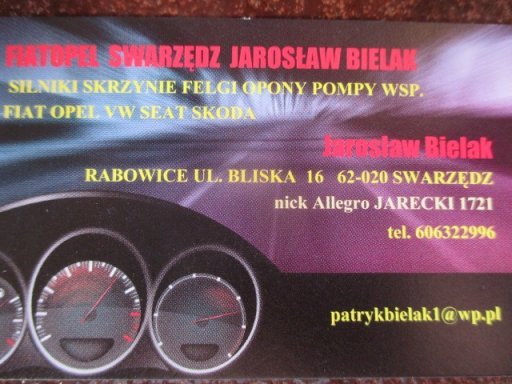 FIATOPEL SWARZĘDZ JAROSŁAW BIELAK
SILNIKI SKRZYNIE FELGI OPONY POMPY WSP.
FIAT OPEL VW SEAT SKODA
Jarosław Bielak
RABOWICE UL. BLISKA 16 62-020 SWARZĘDZ
nick Allegro JARECKI 1721
tel. 606322996
patrykbielak1@wp.pl